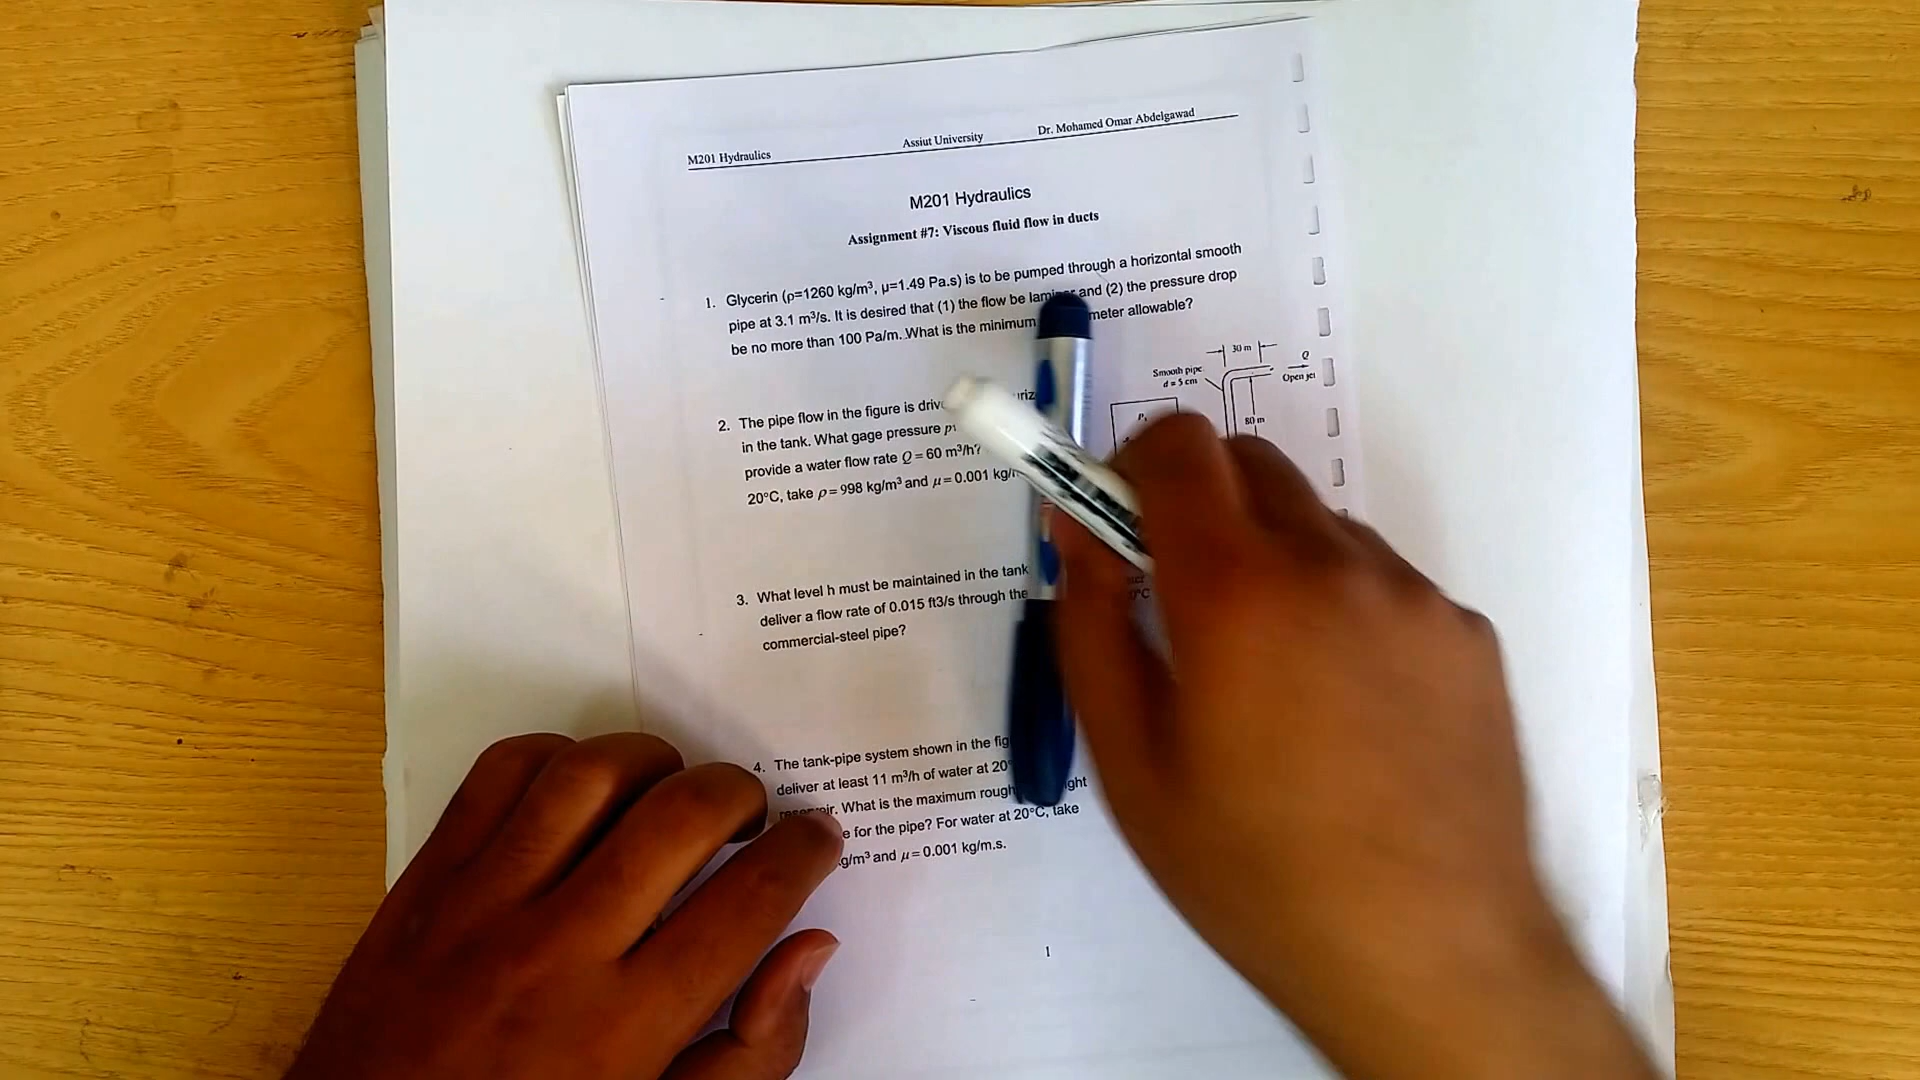 M201 Hydraulics Assiut University Dr. Mohamed Omar Abdelgawad
M201 Hydraulics
Assignment #7: Viscous fluid flow in ducts
1. Glycerin (ρ=1260 kg/m³, μ=1.49 Pa.s) is to be pumped through a horizontal smooth
pipe at 3.1 m³/s. It is desired that (1) the flow be laminar and (2) the pressure drop
be no more than 100 Pa/m. What is the minimum meter allowable?
30 m
Q
Smooth pipe
d = 5 cm
Open jet
P₁
80 m
2. The pipe flow in the figure is driv
in the tank. What gage pressure p₁
provide a water flow rate Q = 60 m³/h?
20°C, take ρ = 998 kg/m³ and μ = 0.001 kg/
3. What level h must be maintained in the tank
deliver a flow rate of 0.015 ft3/s through the
commercial-steel pipe?
4. The tank-pipe system shown in the fig
deliver at least 11 m³/h of water at 20°
reservoir. What is the maximum rough ight
e for the pipe? For water at 20°C, take
kg/m³ and μ = 0.001 kg/m.s.
1